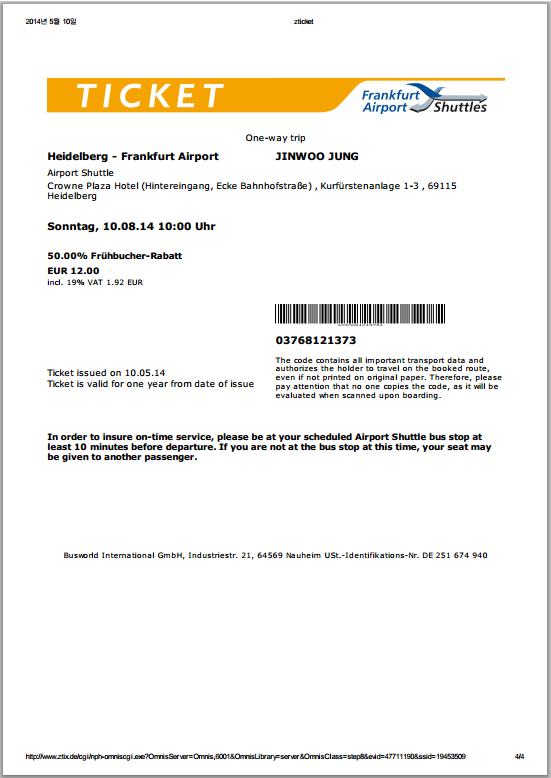 2014년 5월 10일
zticket
TICKET
Frankfurt
Airport Shuttles
One-way trip
Heidelberg - Frankfurt Airport
JINWOO JUNG
Airport Shuttle
Crowne Plaza Hotel (Hintereingang, Ecke Bahnhofstraße) , Kurfürstenanlage 1-3 , 69115
Heidelberg
Sonntag, 10.08.14 10:00 Uhr
50.00% Frühbucher-Rabatt
EUR 12.00
incl. 19% VAT 1.92 EUR
03768121373
The code contains all important transport data and
authorizes the holder to travel on the booked route,
even if not printed on original paper. Therefore, please
pay attention that no one copies the code, as it will be
evaluated when scanned upon boarding.
Ticket issued on 10.05.14
Ticket is valid for one year from date of issue
In order to insure on-time service, please be at your scheduled Airport Shuttle bus stop at
least 10 minutes before departure. If you are not at the bus stop at this time, your seat may
be given to another passenger.
Busworld International GmbH, Industriestr. 21, 64569 Nauheim USt.-Identifikations-Nr. DE 251 674 940
http://www.ztix.de/cgi/nph-omniscgi.exe?OmnisServer=Omnis,6001&OmnisLibrary=server&OmnisClass=step8&evid=47711190&ssid=19453509
4/4